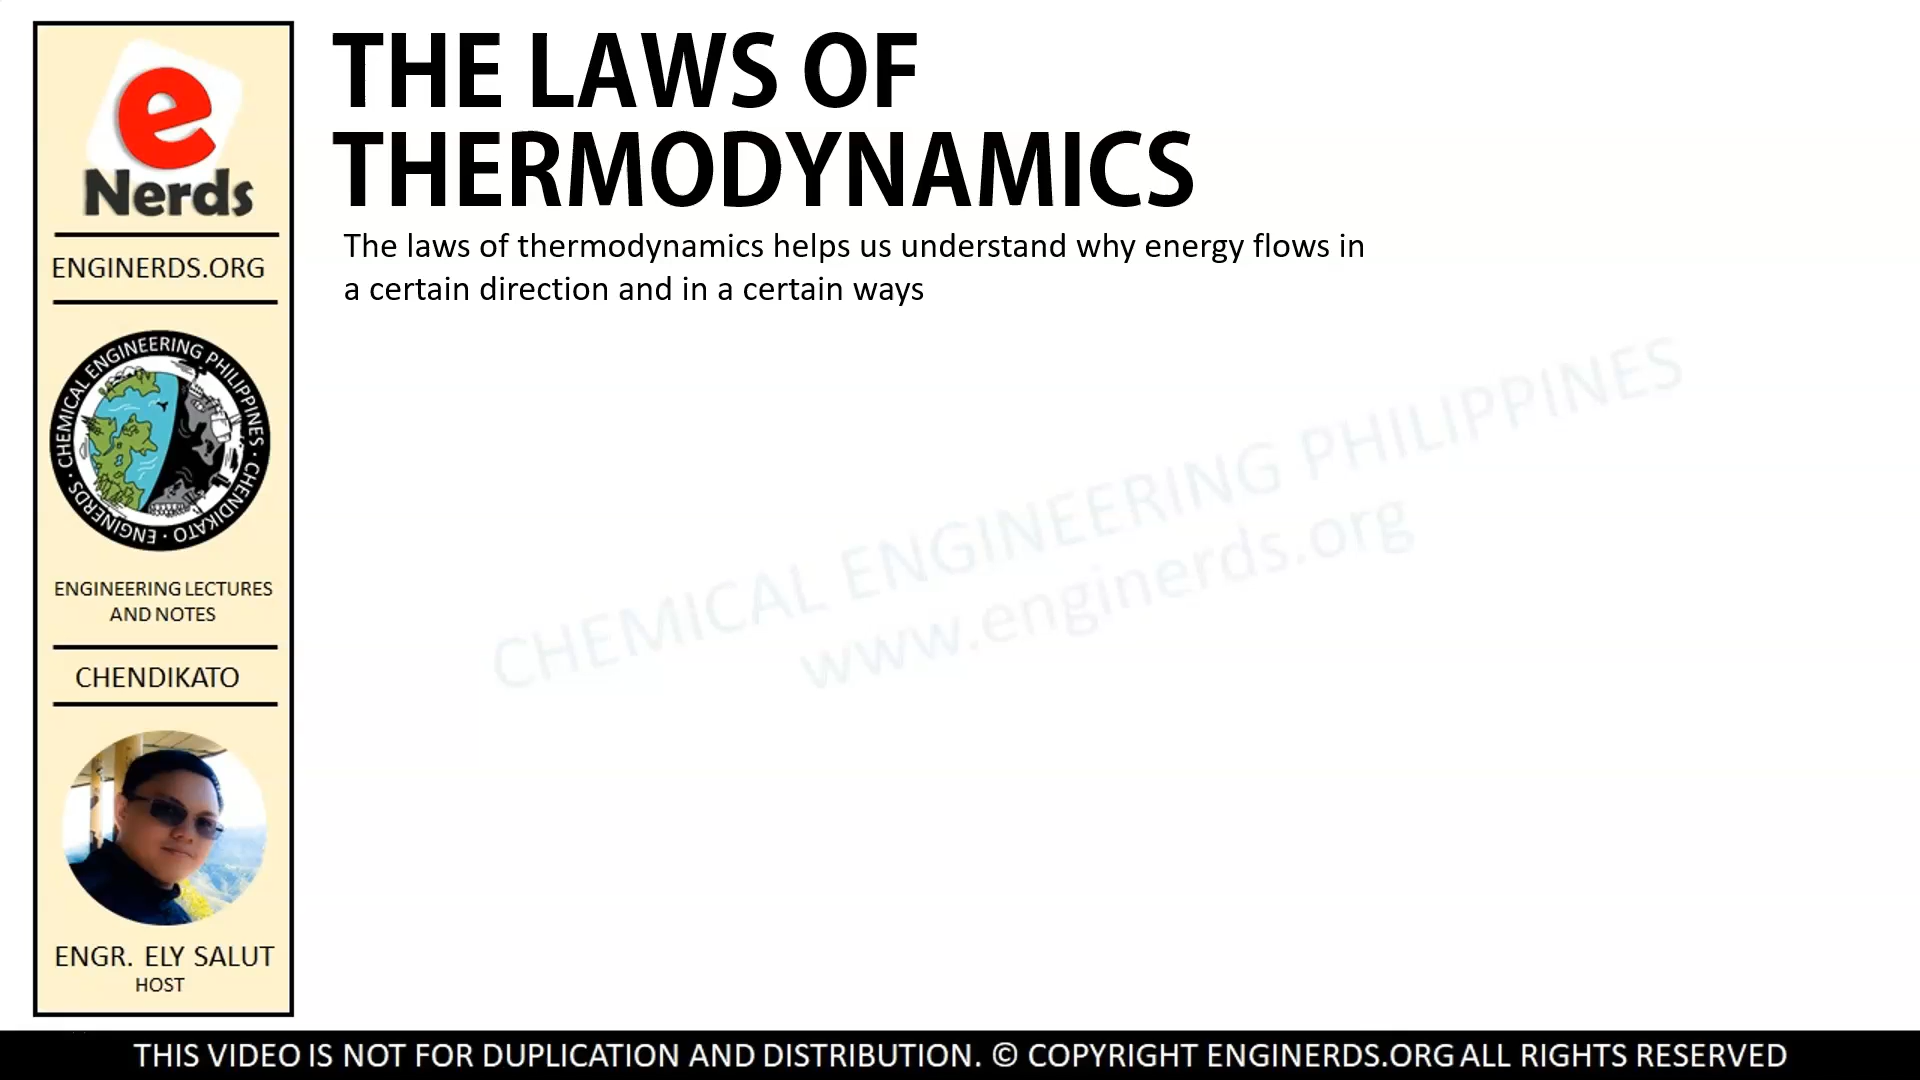 e
Nerds
ENGINERDS.ORG
CHEMICAL ENGINEERING PHILIPPINES · CHENDIKATO · ENGINERDS ·
ENGINEERING LECTURES
AND NOTES
CHENDIKATO
ENGR. ELY SALUT
HOST
THE LAWS OF
THERMODYNAMICS
The laws of thermodynamics helps us understand why energy flows in
a certain direction and in a certain ways
CHEMICAL ENGINEERING PHILIPPINES
www.enginerds.org
THIS VIDEO IS NOT FOR DUPLICATION AND DISTRIBUTION. © COPYRIGHT ENGINERDS.ORG ALL RIGHTS RESERVED